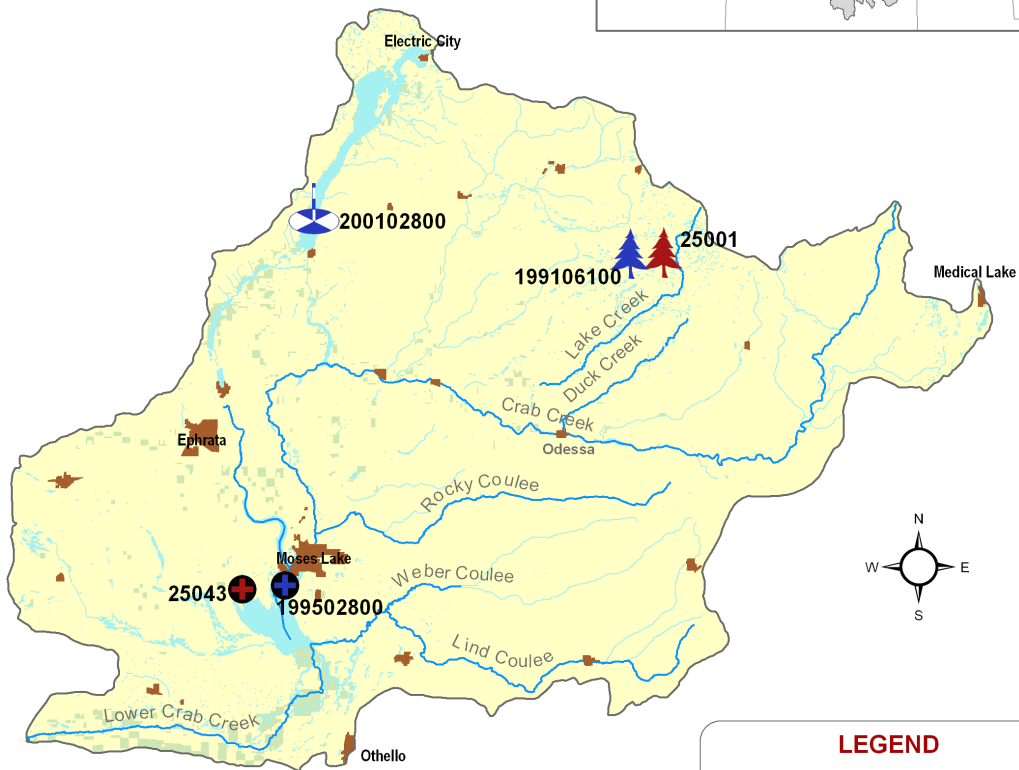 Electric City
200102800
25001
199106100
Medical Lake
Lake Creek
Duck Creek
Crab Creek
Ephrata
Odessa
Rocky Coulee
N
W
E
S
Moses Lake
Weber Coulee
25043
199502800
Lind Coulee
Lower Crab Creek
Othello
LEGEND